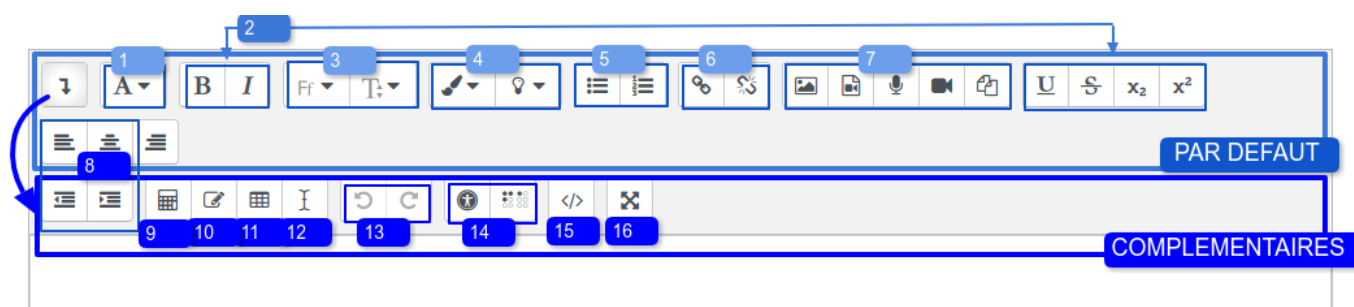 2
1 3 4 5 6 7
A B I Ff T U S x₂ x²
8
PAR DEFAUT
</>
9 10 11 12 13 14 15 16
COMPLEMENTAIRES